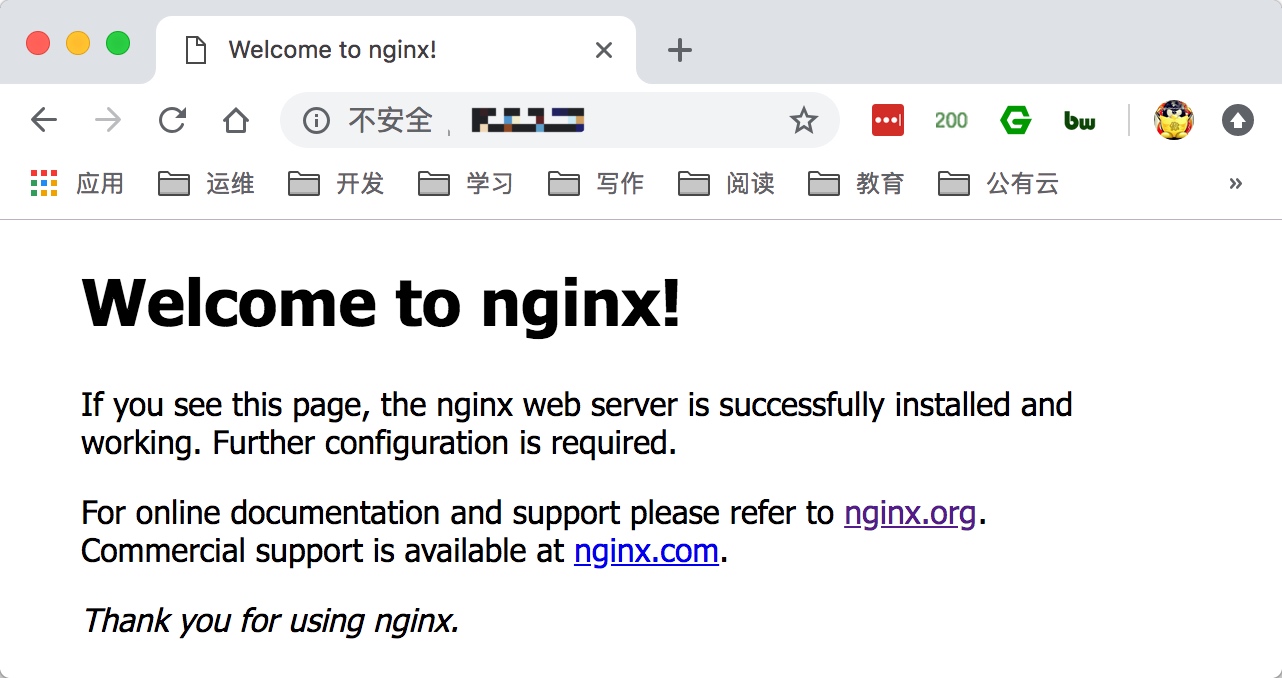 Welcome to nginx!
不安全
200
bw
应用 运维 开发 学习 写作 阅读 教育 公有云 »
Welcome to nginx!
If you see this page, the nginx web server is successfully installed and
working. Further configuration is required.
For online documentation and support please refer to nginx.org.
Commercial support is available at nginx.com.
Thank you for using nginx.